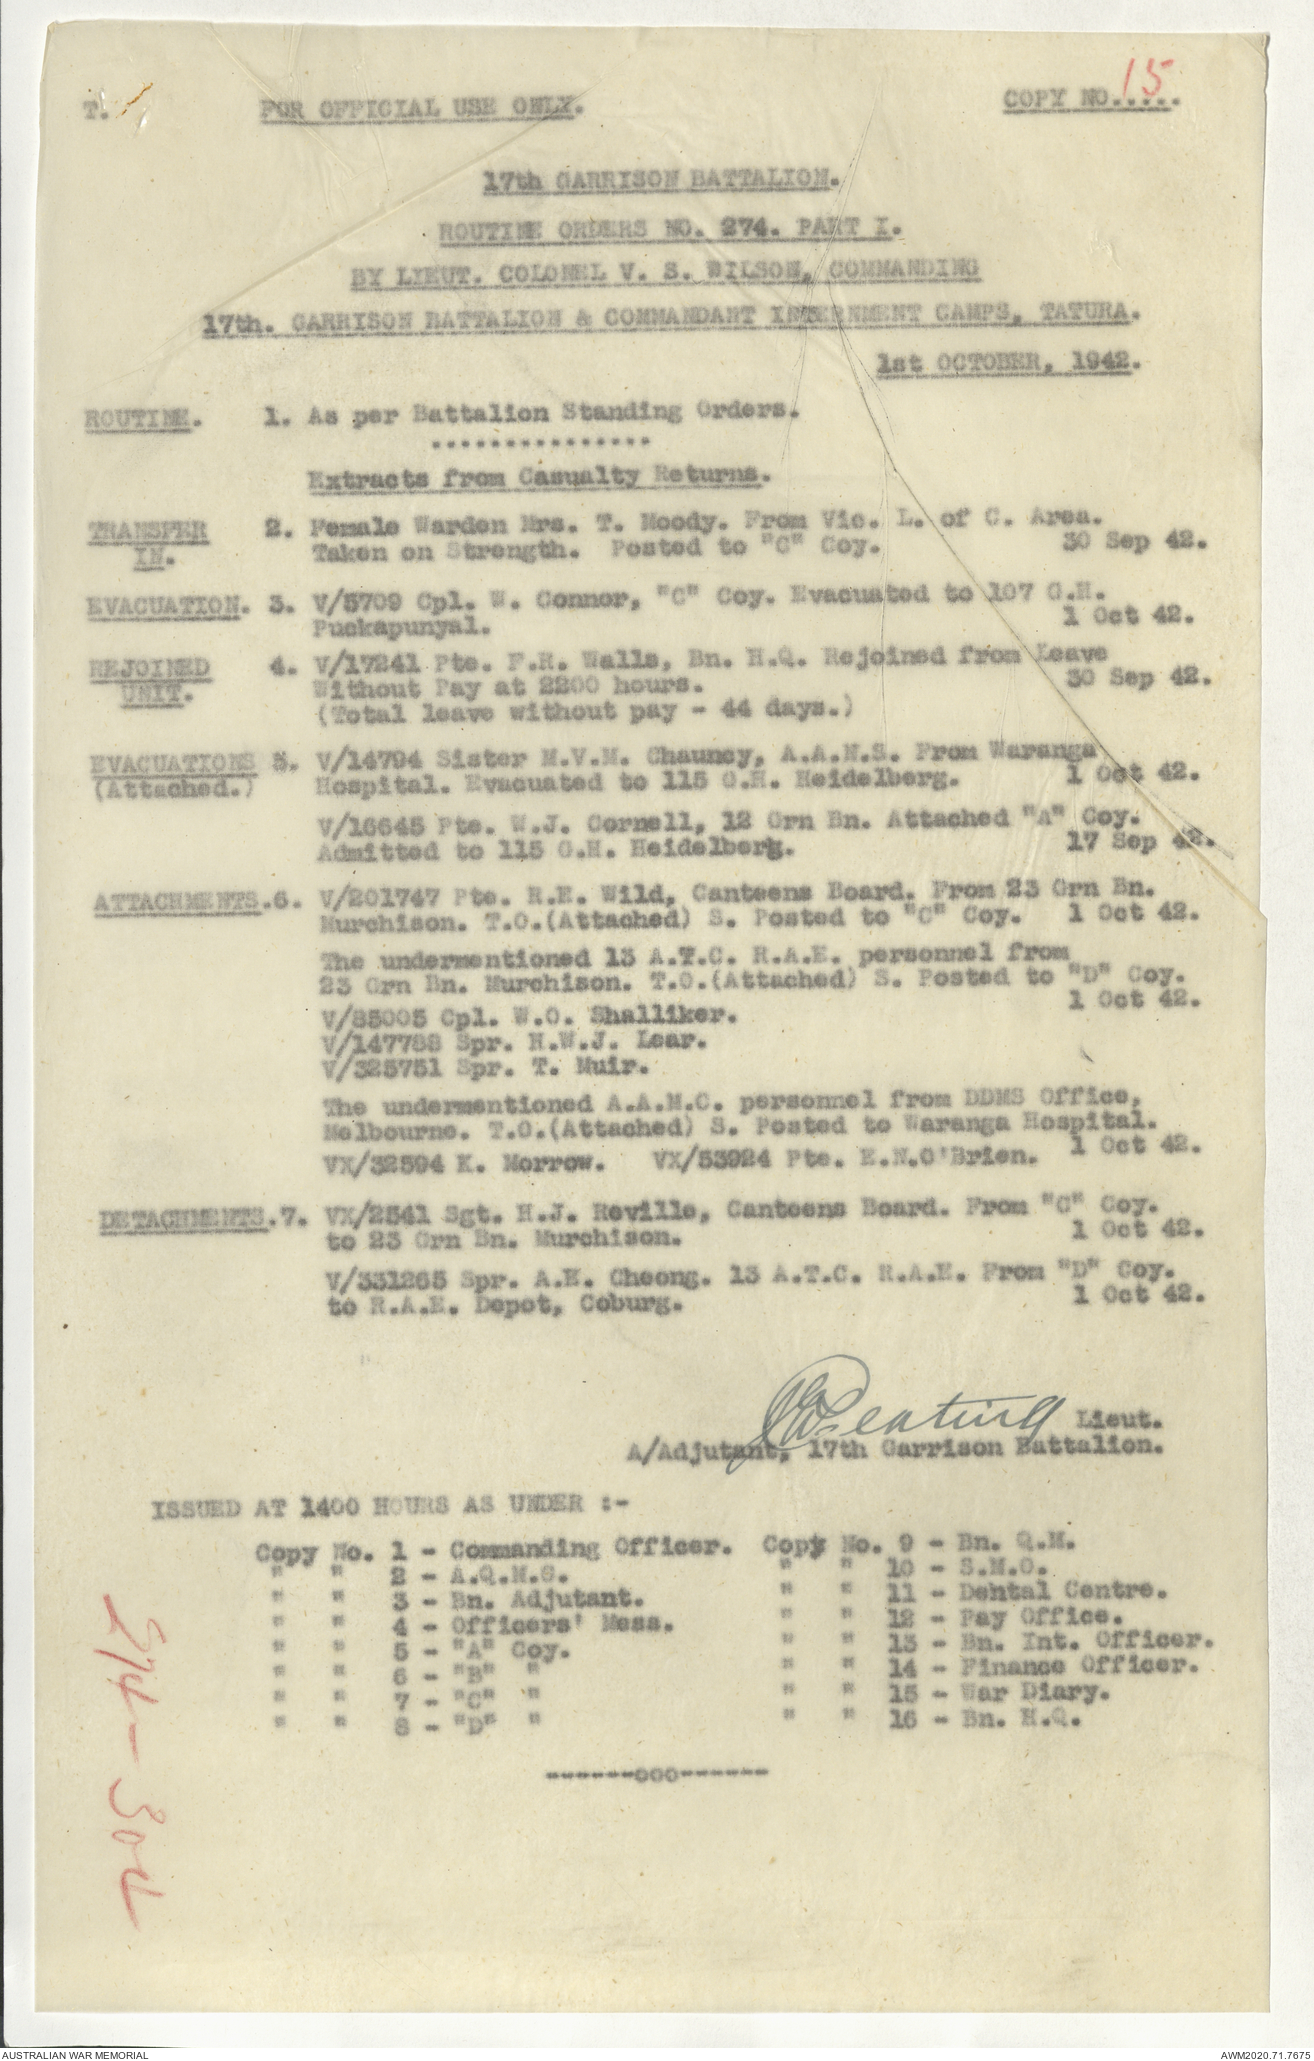 T. 1 FOR OFFICIAL USE ONLY. COPY NO..15..
17th GARRISON BATTALION.
ROUTINE ORDERS NO. 274. PART I.
BY LIEUT. COLONEL V. S. WILSON, COMMANDING
17th. GARRISON BATTALION & COMMANDANT INTERNMENT CAMPS, TATURA.
1st OCTOBER, 1942.
ROUTINE. 1. As per Battalion Standing Orders.
...............
Extracts from Casualty Returns.
TRANSFER 2. Female Warden Mrs. T. Moody. From Vic. L. of C. Area.
IN. Taken on Strength. Posted to "C" Coy. 30 Sep 42.
EVACUATION. 3. V/5709 Cpl. W. Connor, "C" Coy. Evacuated to 107 G.H.
Puckapunyal. 1 Oct 42.
REJOINED 4. V/17241 Pte. F.R. Walls, Bn. H.Q. Rejoined from Leave
UNIT. Without Pay at 2200 hours. 30 Sep 42.
(Total leave without pay - 44 days.)
EVACUATIONS 5. V/14794 Sister M.V.M. Chauncy, A.A.N.S. From Waranga
(Attached.) Hospital. Evacuated to 115 G.H. Heidelberg. 1 Oct 42.
V/16645 Pte. W.J. Cornell, 12 Grn Bn. Attached "A" Coy.
Admitted to 115 G.H. Heidelberg. 17 Sep 42.
ATTACHMENTS.6. V/201747 Pte. R.E. Wild, Canteens Board. From 23 Grn Bn.
Murchison. T.O.(Attached) S. Posted to "C" Coy. 1 Oct 42.
The undermentioned 13 A.T.C. R.A.E. personnel from
23 Grn Bn. Murchison. T.O.(Attached) S. Posted to "D" Coy.
1 Oct 42.
V/85005 Cpl. W.O. Shalliker.
V/147788 Spr. H.W.J. Lear.
V/325751 Spr. T. Muir.
The undermentioned A.A.M.C. personnel from DDMS Office,
Melbourne. T.O.(Attached) S. Posted to Waranga Hospital.
1 Oct 42.
VX/32594 K. Morrow. VX/53924 Pte. E.N.O'Brien.
DETACHMENTS.7. VX/2541 Sgt. H.J. Reville, Canteens Board. From "C" Coy.
to 23 Grn Bn. Murchison. 1 Oct 42.
V/331265 Spr. A.E. Cheong. 13 A.T.C. R.A.E. From "D" Coy.
to R.A.E. Depot, Coburg. 1 Oct 42.
Lieut.
A/Adjutant, 17th Garrison Battalion.
ISSUED AT 1400 HOURS AS UNDER :-
Copy No. 1 - Commanding Officer. Copy No. 9 - Bn. Q.M.
" " 2 - A.Q.M.G. " " 10 - S.M.O.
" " 3 - Bn. Adjutant. " " 11 - Dental Centre.
" " 4 - Officers' Mess. " " 12 - Pay Office.
" " 5 - "A" Coy. " " 13 - Bn. Int. Officer.
" " 6 - "B" " " " 14 - Finance Officer.
" " 7 - "C" " " " 15 - War Diary.
" " 8 - "D" " " " 16 - Bn. H.Q.
-------ooo-------
274-304
AUSTRALIAN WAR MEMORIAL AWM2020.71.7675